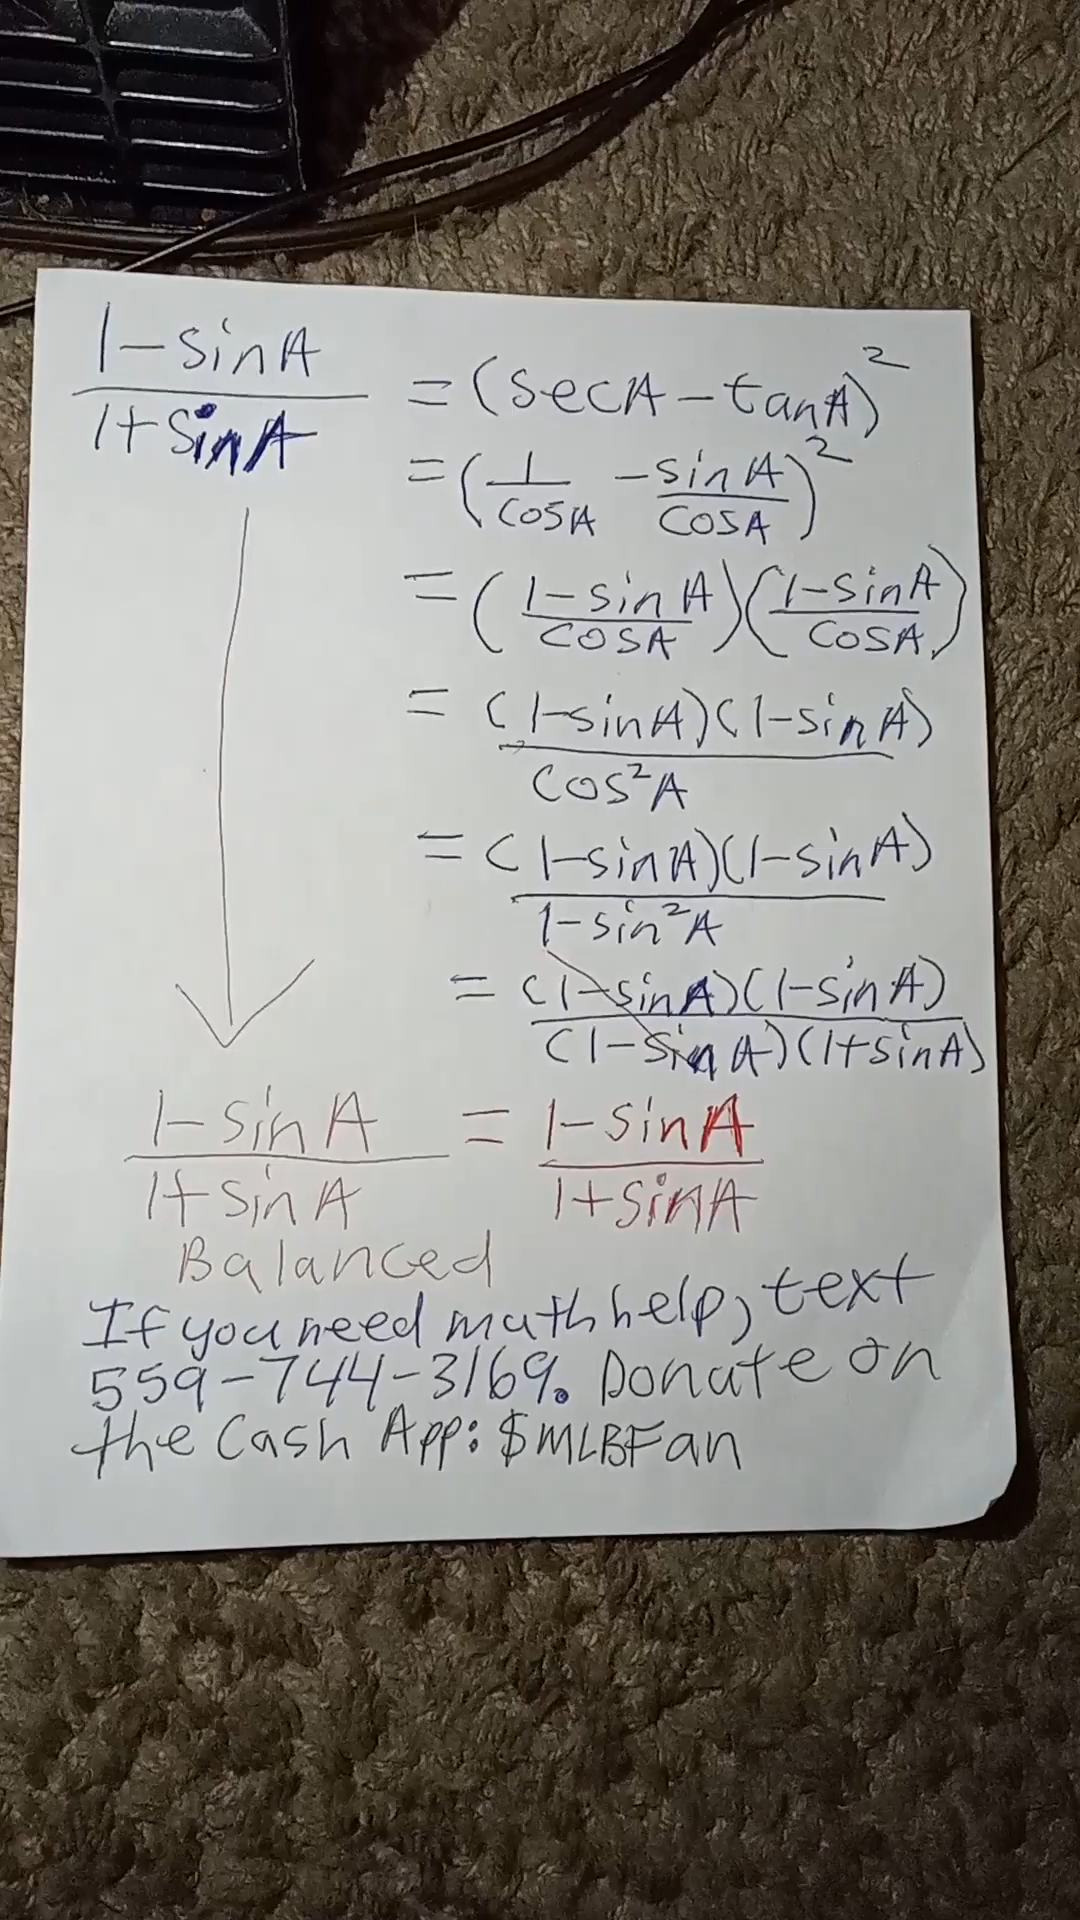 1-sinA/1+sinA = (secA-tanA)²
= (1/cosA - sinA/cosA)²
= (1-sinA/cosA)(1-sinA/cosA)
= (1-sinA)(1-sinA)/cos²A
= (1-sinA)(1-sinA)/1-sin²A
= (1-sinA)(1-sinA)/(1-sinA)(1+sinA)
1-sinA/1+sinA = 1-sinA/1+sinA
Balanced
If you need math help, text
559-744-3169. Donate on
the Cash App: $MLBFan